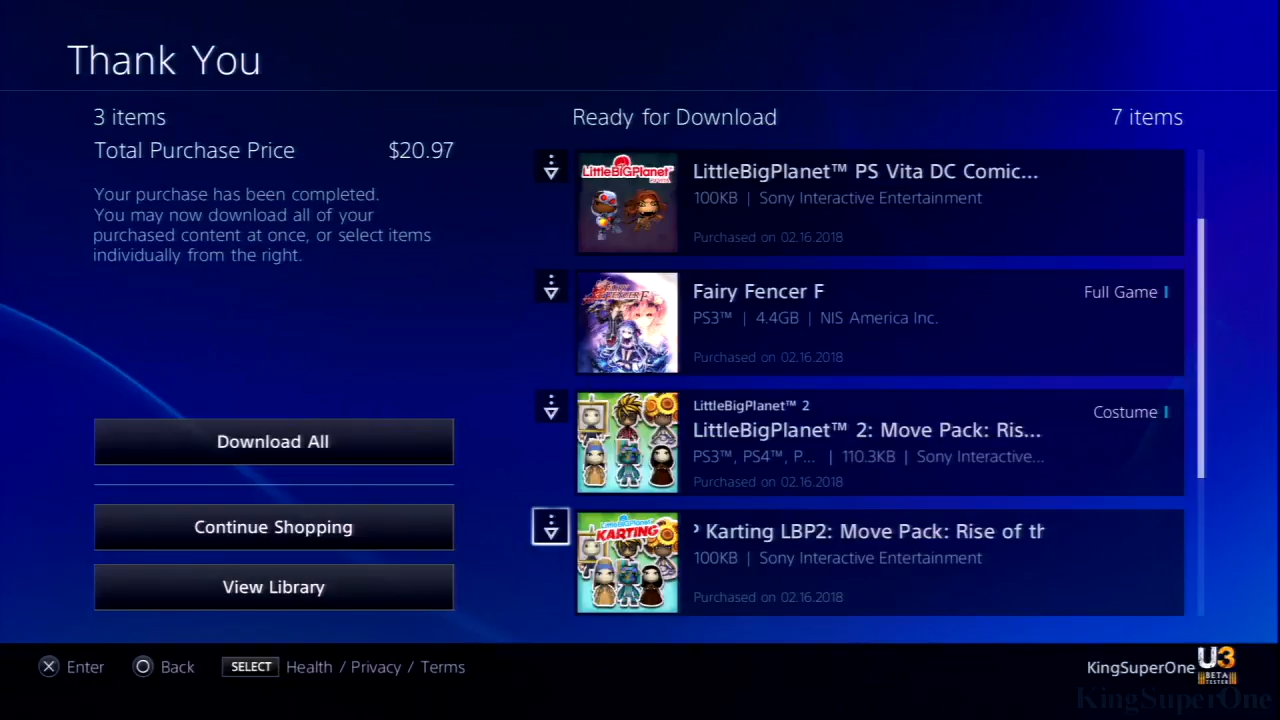 Thank You
3 items
Total Purchase Price $20.97
Your purchase has been completed.
You may now download all of your
purchased content at once, or select items
individually from the right.
Download All
Continue Shopping
View Library
Ready for Download 7 items
LittleBigPlanet
LittleBigPlanet™ PS Vita DC Comic...
100KB | Sony Interactive Entertainment
Purchased on 02.16.2018
Fairy Fencer F Full Game
PS3™ | 4.4GB | NIS America Inc.
Purchased on 02.16.2018
LittleBigPlanet™ 2 Costume
LittleBigPlanet™ 2: Move Pack: Ris...
PS3™, PS4™, P... | 110.3KB | Sony Interactive...
Purchased on 02.16.2018
LittleBigPlanet
KARTING
P Karting LBP2: Move Pack: Rise of th
100KB | Sony Interactive Entertainment
Purchased on 02.16.2018
Enter Back SELECT Health / Privacy / Terms
KingSuperOne U3
BETA
TESTER
KingSuperOne